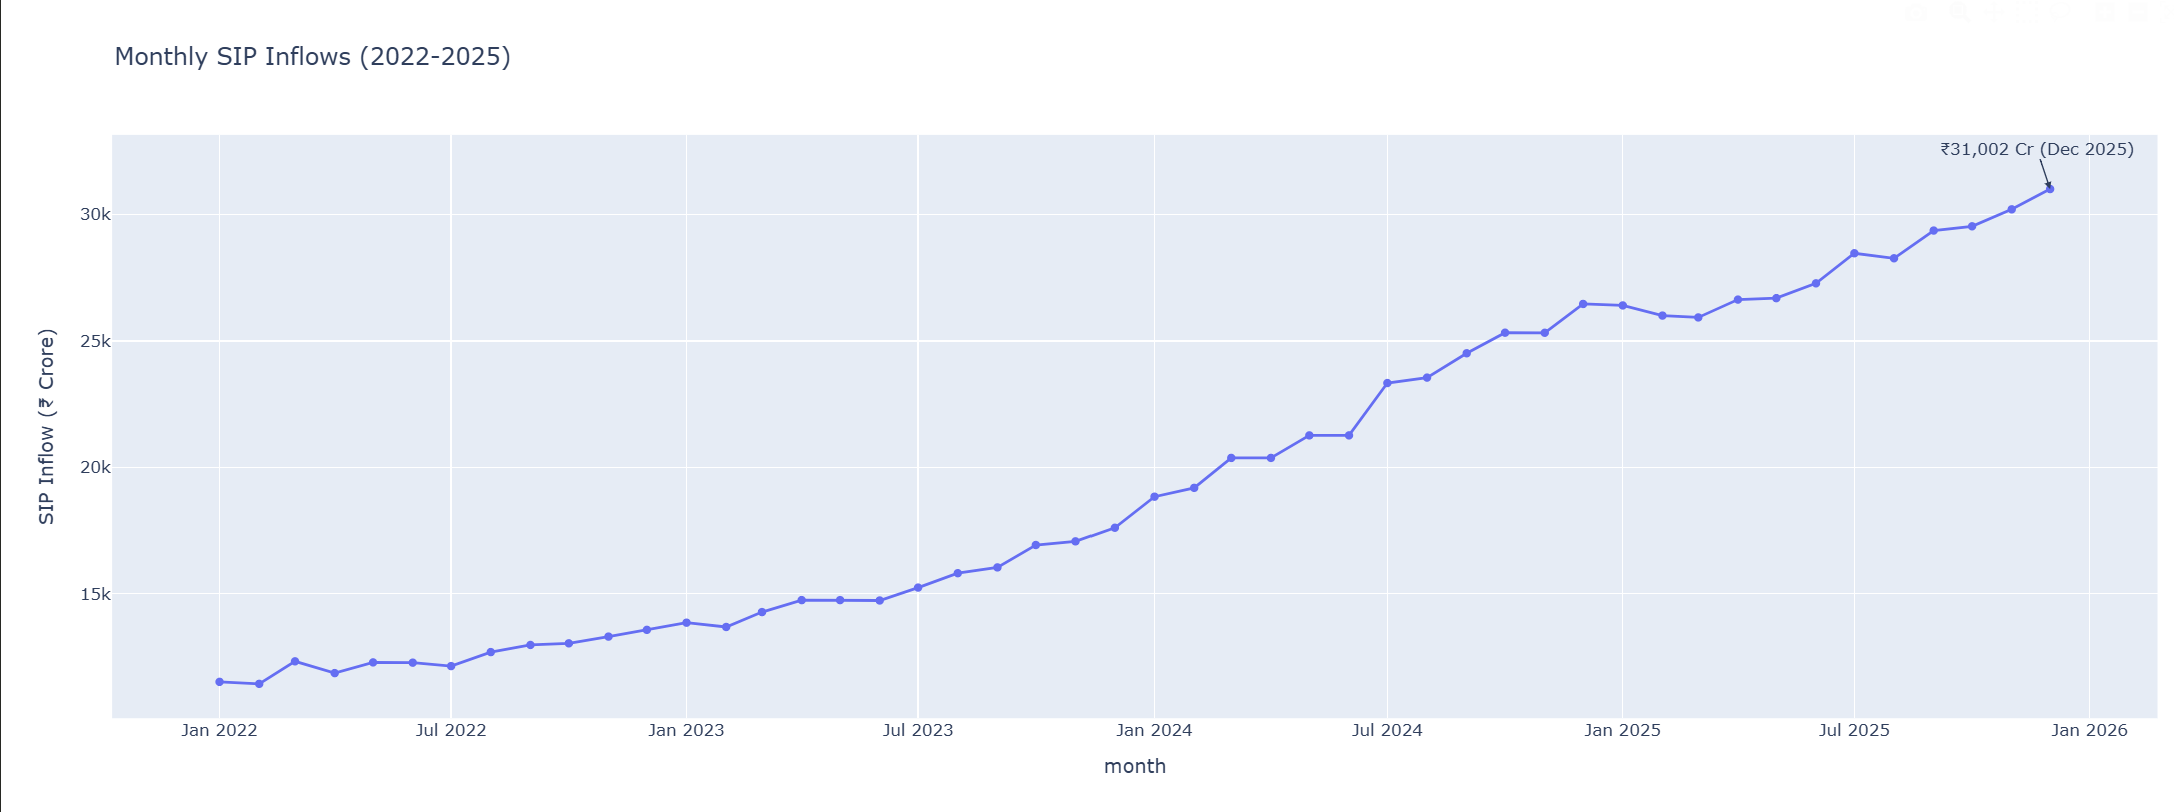 Monthly SIP Inflows (2022-2025)
₹31,002 Cr (Dec 2025)
30k
25k
20k
15k
SIP Inflow (₹ Crore)
Jan 2022 Jul 2022 Jan 2023 Jul 2023 Jan 2024 Jul 2024 Jan 2025 Jul 2025 Jan 2026
month